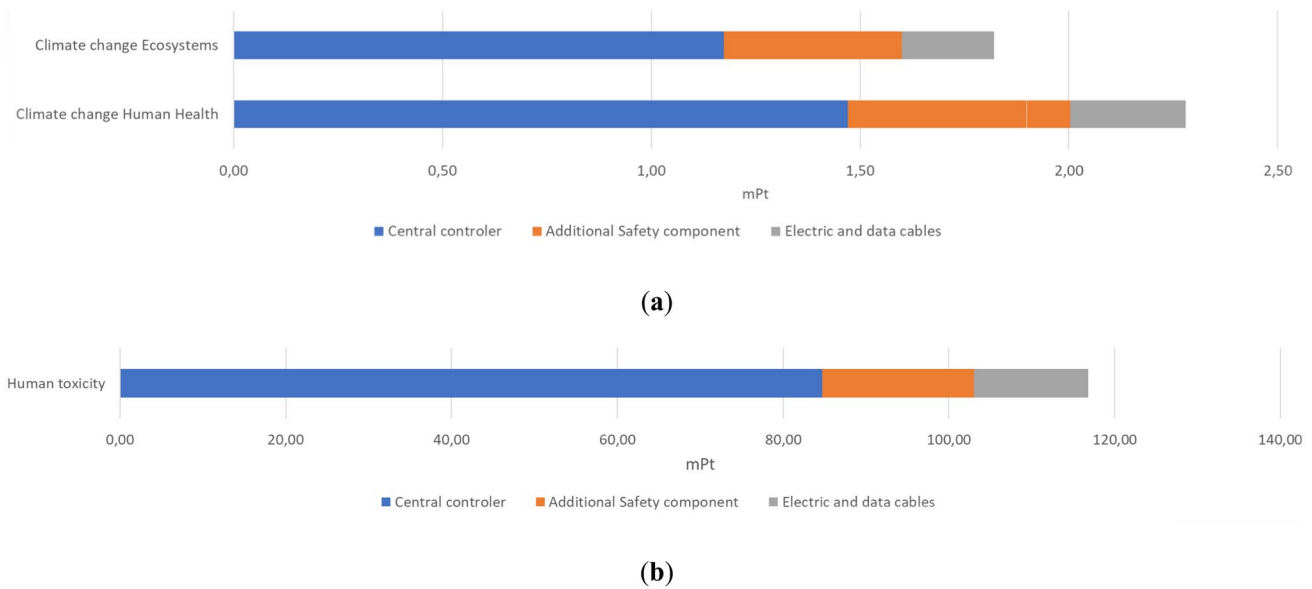 Climate change Ecosystems
Climate change Human Health
0,00 0,50 1,00 1,50 2,00 2,50
mPt
Central controler Additional Safety component Electric and data cables
(a)
Human toxicity
0,00 20,00 40,00 60,00 80,00 100,00 120,00 140,00
mPt
Central controler Additional Safety component Electric and data cables
(b)